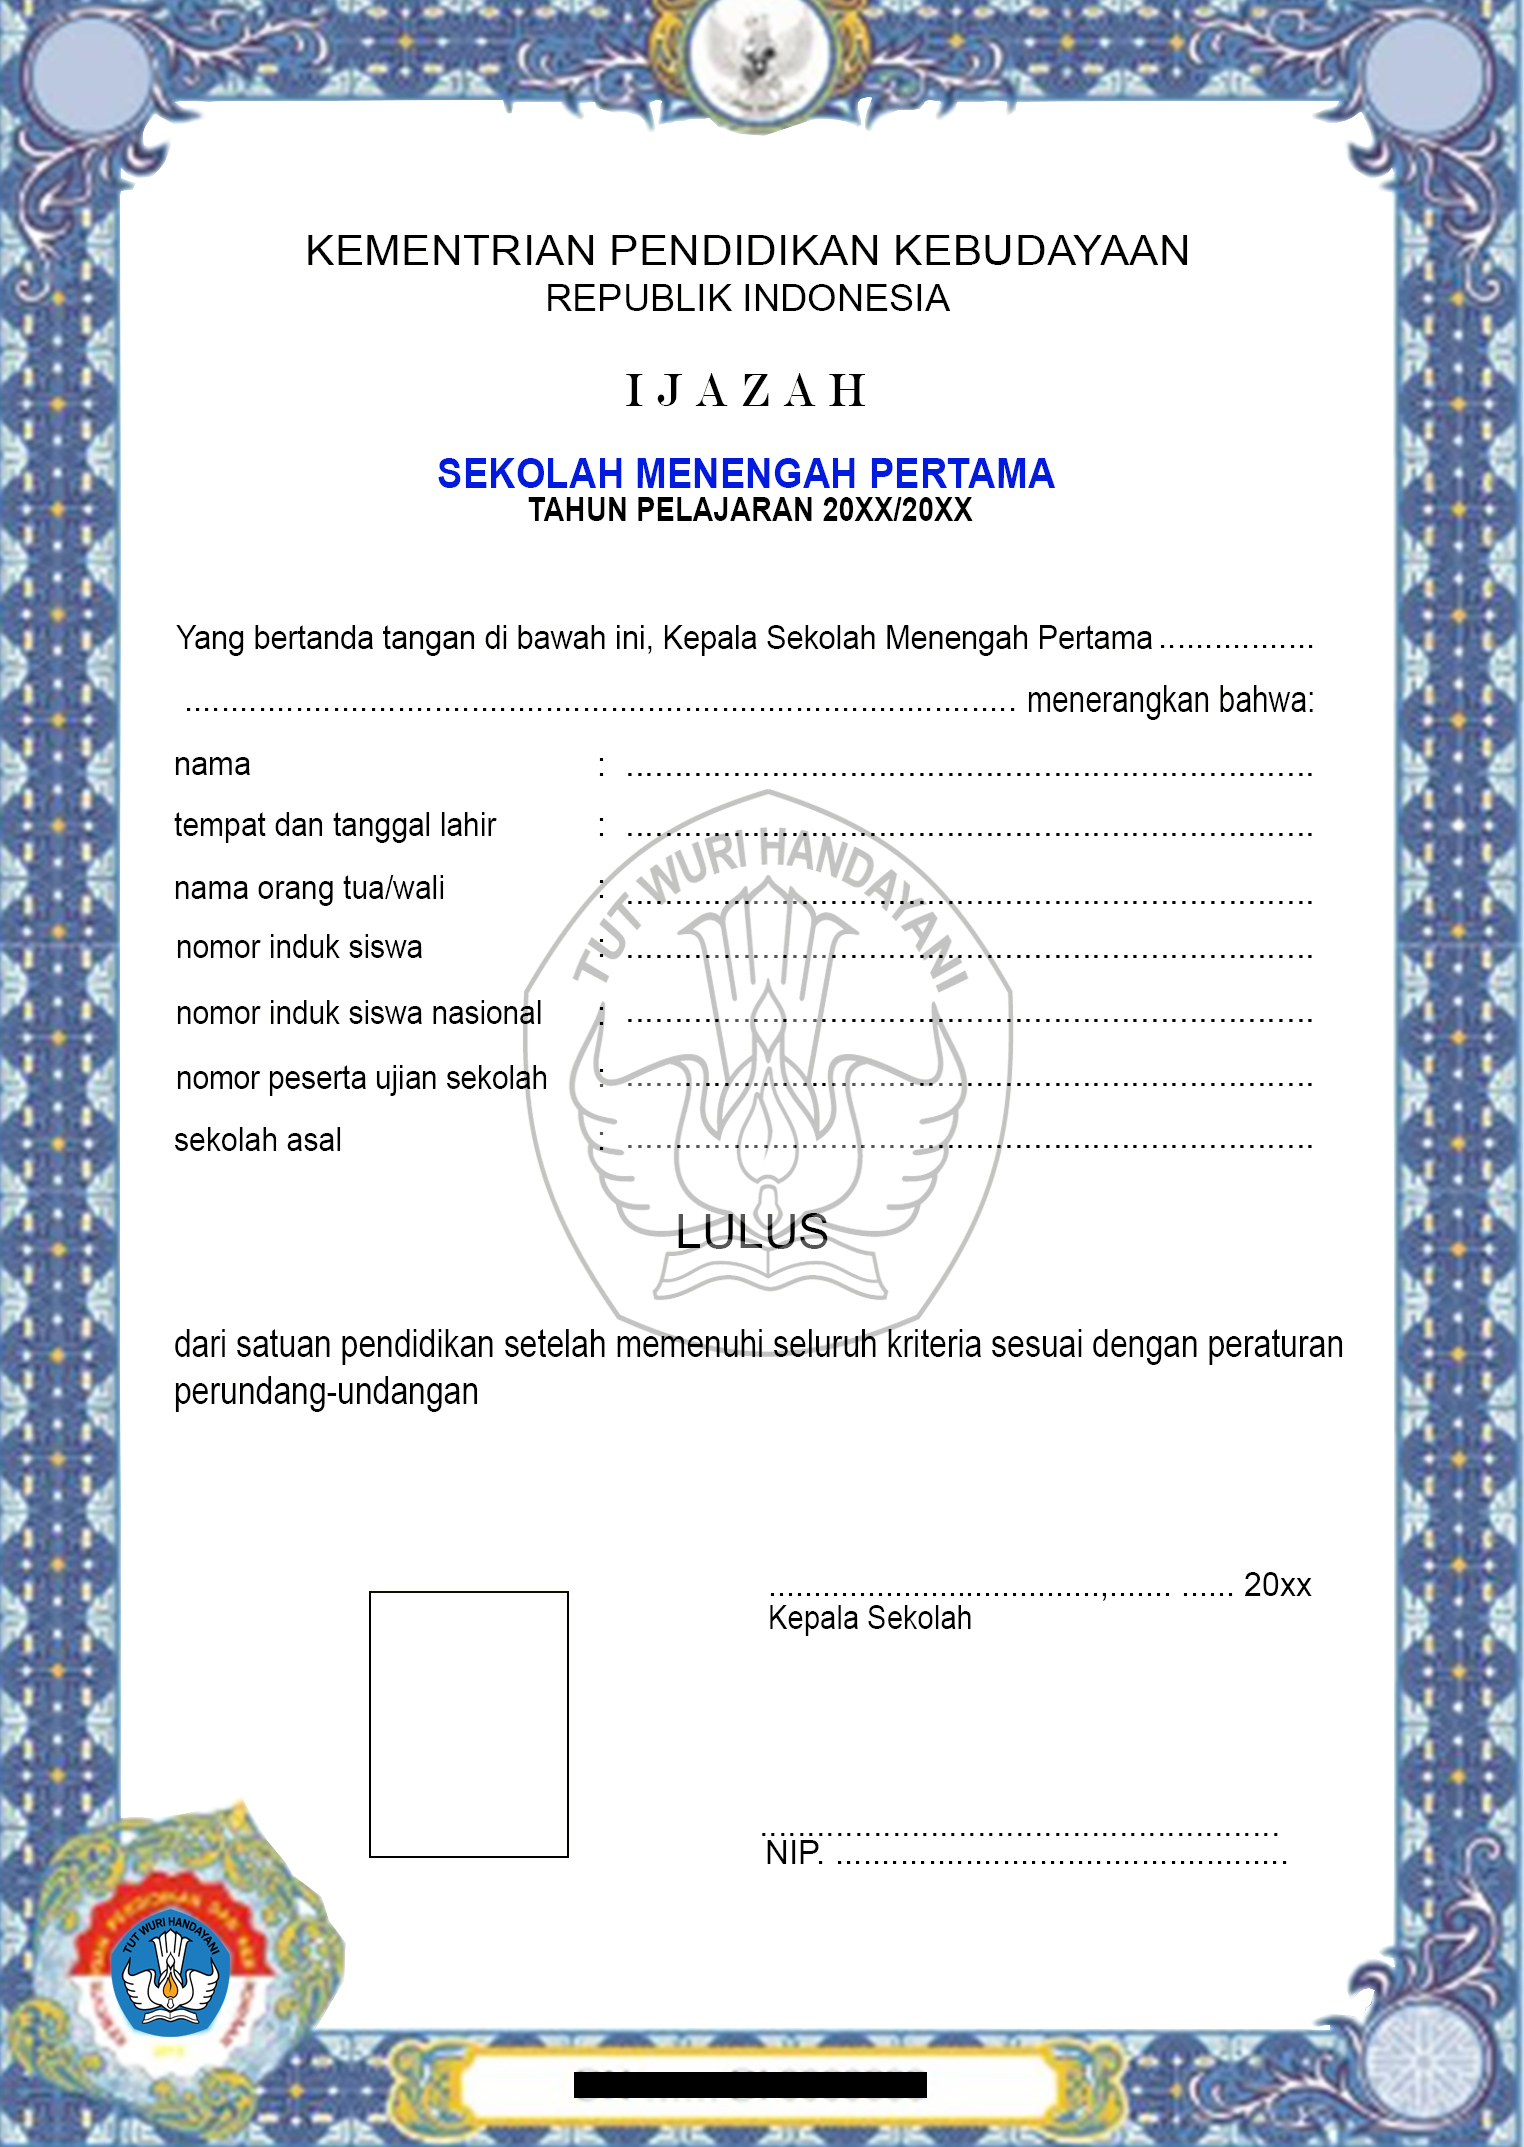 KEMENTRIAN PENDIDIKAN KEBUDAYAAN
REPUBLIK INDONESIA
IJAZAH
SEKOLAH MENENGAH PERTAMA
TAHUN PELAJARAN 20XX/20XX
Yang bertanda tangan di bawah ini, Kepala Sekolah Menengah Pertama .................
........................................................................................... menerangkan bahwa:
nama : ......................................................................
tempat dan tanggal lahir : ......................................................................
nama orang tua/wali : ......................................................................
nomor induk siswa : ......................................................................
nomor induk siswa nasional : ......................................................................
nomor peserta ujian sekolah : ......................................................................
sekolah asal : ......................................................................
TUT WURI HANDAYANI
LULUS
dari satuan pendidikan setelah memenuhi seluruh kriteria sesuai dengan peraturan
perundang-undangan
....................................,....... ...... 20xx
Kepala Sekolah
.......................................................
NIP. .................................................
TUT WURI HANDAYANI